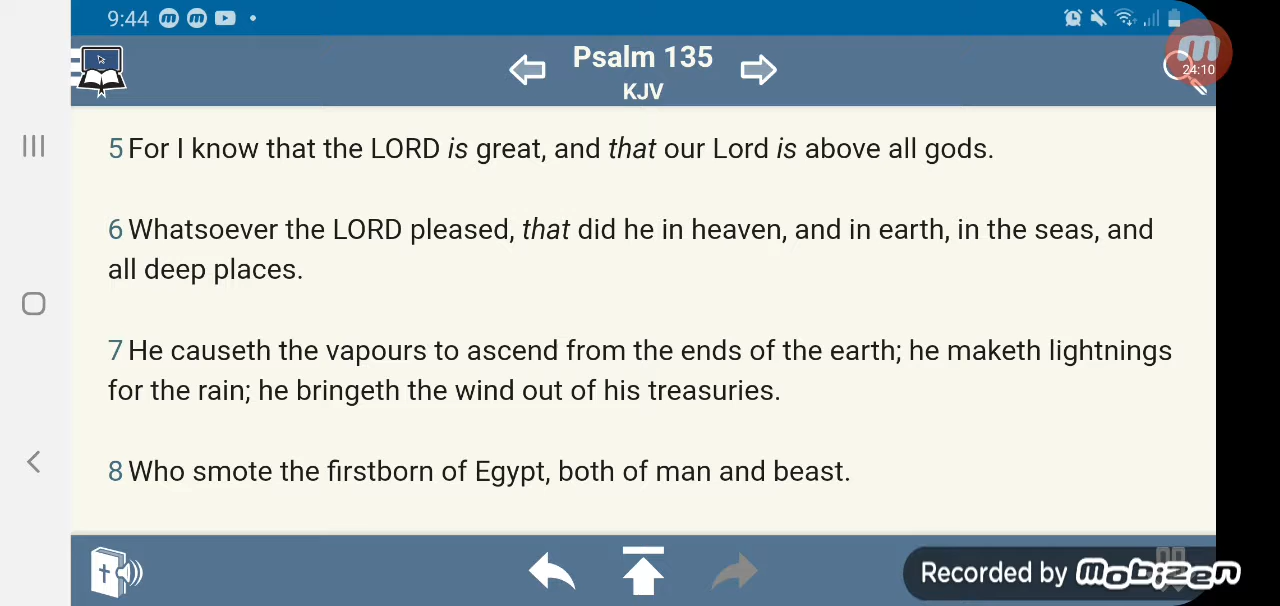 9:44
Psalm 135
KJV
24:10
5 For I know that the LORD is great, and that our Lord is above all gods.
6 Whatsoever the LORD pleased, that did he in heaven, and in earth, in the seas, and
all deep places.
7 He causeth the vapours to ascend from the ends of the earth; he maketh lightnings
for the rain; he bringeth the wind out of his treasuries.
8 Who smote the firstborn of Egypt, both of man and beast.
Recorded by mobizen